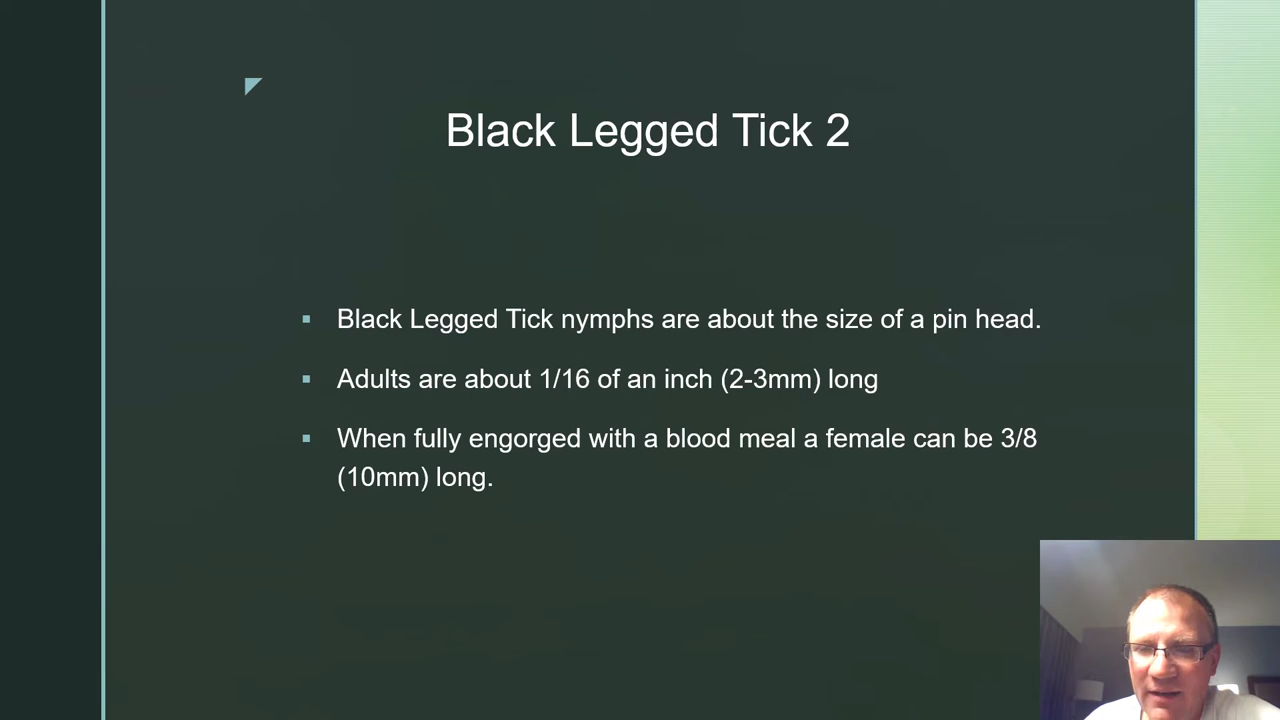 Black Legged Tick 2
▪ Black Legged Tick nymphs are about the size of a pin head.
▪ Adults are about 1/16 of an inch (2-3mm) long
▪ When fully engorged with a blood meal a female can be 3/8
(10mm) long.